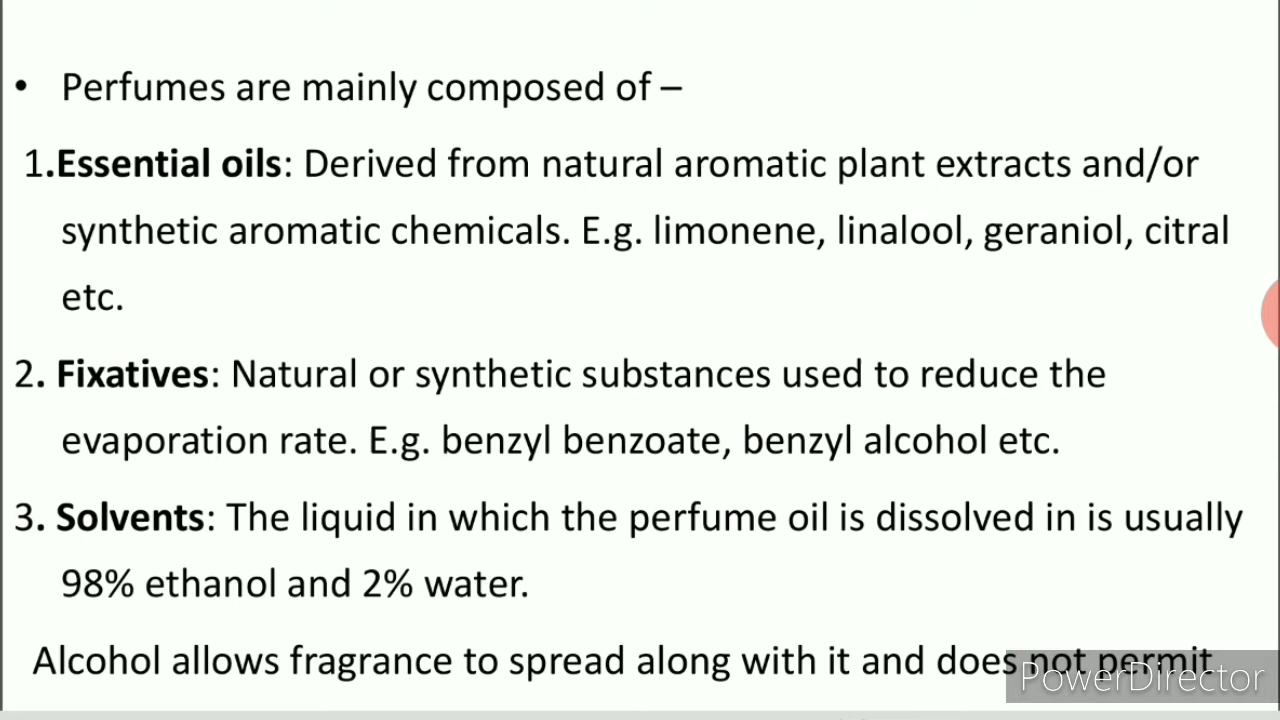 • Perfumes are mainly composed of –
1.Essential oils: Derived from natural aromatic plant extracts and/or
synthetic aromatic chemicals. E.g. limonene, linalool, geraniol, citral
etc.
2. Fixatives: Natural or synthetic substances used to reduce the
evaporation rate. E.g. benzyl benzoate, benzyl alcohol etc.
3. Solvents: The liquid in which the perfume oil is dissolved in is usually
98% ethanol and 2% water.
Alcohol allows fragrance to spread along with it and does not permit
PowerDirector